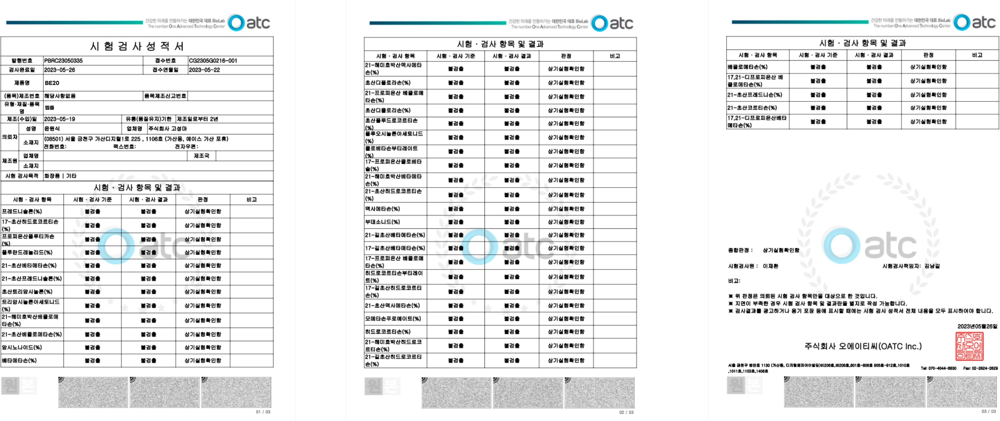 건강한 미래를 만들어가는 대한민국 대표 BioLab
The number One Advanced Technology Center
atc
시험검사성적서
발행번호 PBRC23050335 접수번호 CG2305G0216-001
검사완료일 2023-05-26 접수연월일 2023-05-22
제품명 BE20
(품목)제조번호 해당사항없음 품목제조신고번호
유형·재질·품목명 앰플
제조(수입)일 2023-05-19 유통(품질유지)기한 제조일로부터 2년
의뢰자 성명 윤원식 업체명 주식회사 고성마
소재지 (08501) 서울 금천구 가산디지털1로 225 , 1106호 (가산동, 에이스 가산 포휴)
전화번호: 팩스번호: 전자우편:
제조원 업체명 제조국
소재지
시험 검사목적 화장품 | 기타
시험 · 검사 항목 및 결과
시험 · 검사 항목 시험 · 검사 기준 시험 · 검사 결과 판정 비고
프레드니솔론(%) 불검출 불검출 상기실험확인함
17-초산히드로코르티손(%) 불검출 불검출 상기실험확인함
프로피온산플루티카손(%) 불검출 불검출 상기실험확인함
플루란드레놀리드(%) 불검출 불검출 상기실험확인함
21-초산베타메타손(%) 불검출 불검출 상기실험확인함
21-초산프레드니솔론(%) 불검출 불검출 상기실험확인함
초산트리암시놀론(%) 불검출 불검출 상기실험확인함
트리암시놀론아세토니드(%) 불검출 불검출 상기실험확인함
21-헤미호박산베클로메타손(%) 불검출 불검출 상기실험확인함
21-초산베클로메타손(%) 불검출 불검출 상기실험확인함
암시노나이드(%) 불검출 불검출 상기실험확인함
베타메타손(%) 불검출 불검출 상기실험확인함
원본
01 / 03
건강한 미래를 만들어가는 대한민국 대표 BioLab
The number One Advanced Technology Center
atc
시험 · 검사 항목 및 결과
시험 · 검사 항목 시험 · 검사 기준 시험 · 검사 결과 판정 비고
21-헤미호박산덱사메타손(%) 불검출 불검출 상기실험확인함
초산디플로라손(%) 불검출 불검출 상기실험확인함
21-프로피온산 베클로메타손(%) 불검출 불검출 상기실험확인함
초산디클로리손(%) 불검출 불검출 상기실험확인함
초산플루드로코르티손(%) 불검출 불검출 상기실험확인함
플루오시놀론아세토니드(%) 불검출 불검출 상기실험확인함
클로베타손부티레이트(%) 불검출 불검출 상기실험확인함
17-프로피온산클로베타솔(%) 불검출 불검출 상기실험확인함
21-헤미호박산베타메타손(%) 불검출 불검출 상기실험확인함
21-초산히드로코르티손(%) 불검출 불검출 상기실험확인함
덱사메타손(%) 불검출 불검출 상기실험확인함
부데소니드(%) 불검출 불검출 상기실험확인함
21-길초산베타메타손(%) 불검출 불검출 상기실험확인함
17-길초산베타메타손(%) 불검출 불검출 상기실험확인함
17-프로피온산 베클로메타손(%) 불검출 불검출 상기실험확인함
히드로코르티손부티레이트(%) 불검출 불검출 상기실험확인함
17-길초산히드로코르티손(%) 불검출 불검출 상기실험확인함
21-초산덱사메타손(%) 불검출 불검출 상기실험확인함
모메타손푸로에이트(%) 불검출 불검출 상기실험확인함
히드로코르티손(%) 불검출 불검출 상기실험확인함
21-헤미호박산히드로코르티손(%) 불검출 불검출 상기실험확인함
21-길초산히드로코르티손(%) 불검출 불검출 상기실험확인함
원본
02 / 03
건강한 미래를 만들어가는 대한민국 대표 BioLab
The number One Advanced Technology Center
atc
시험 · 검사 항목 및 결과
시험 · 검사 항목 시험 · 검사 기준 시험 · 검사 결과 판정 비고
베클로메타손(%) 불검출 불검출 상기실험확인함
17,21-디프로피온산 베클로메타손(%) 불검출 불검출 상기실험확인함
21-초산프레드니손(%) 불검출 불검출 상기실험확인함
21-초산코르티손(%) 불검출 불검출 상기실험확인함
17,21-디프로피온산베타메타손(%) 불검출 불검출 상기실험확인함
종합판정 : 상기실험확인함
시험검사원 : 이재환 시험검사책임자: 김남길
비고:
※ 위 판정은 의뢰된 시험 검사 항목만을 대상으로 한 것입니다.
※ 지면이 부족한 경우 시험 검사 항목 및 결과란을 별지로 작성 가능합니다.
※ 검사결과를 광고하거나 용기 포장 등에 표시할 때에는 시험 검사 성적서 전체 내용을 모두 표시하여야 합니다.
2023년05월26일
주식회사 오에이티씨(OATC Inc.)
서울 금천구 범안로 1130 (가산동, 디지털엠파이어빌딩)비206호,비208호,801호-806호 905호-912호,1010호
,1011호,1103호,1406호
Tel: 070-4044-8830 Fax: 02-2624-2629
원본
03 / 03